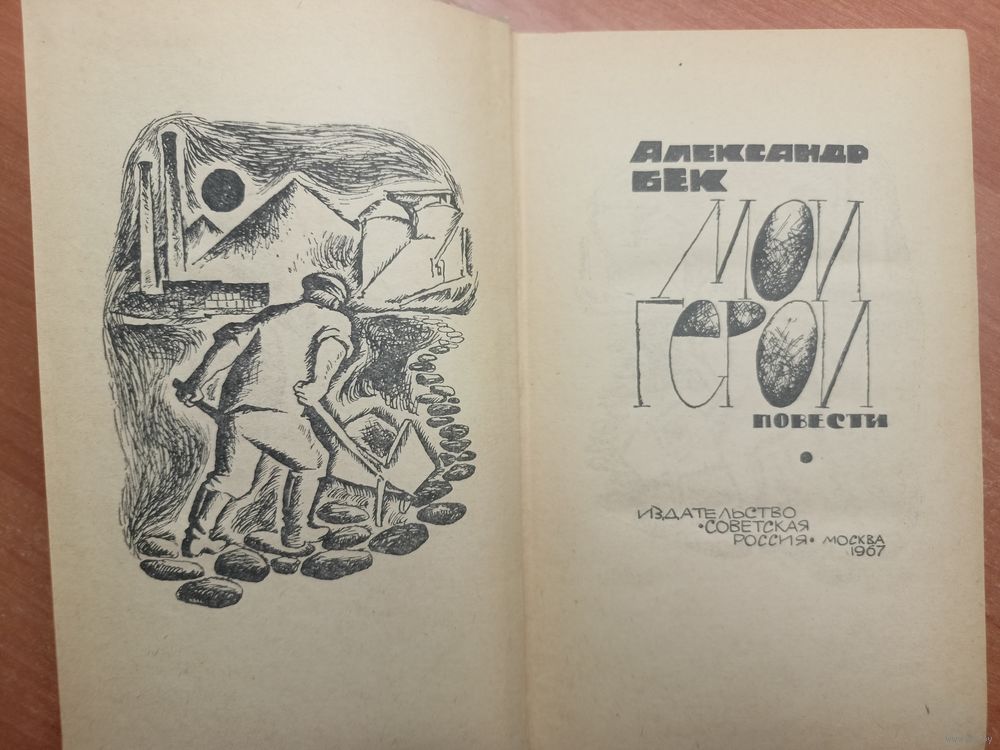 Александр
Бек
Мои
герои
повести
Издательство
"Советская
Россия" Москва
1967